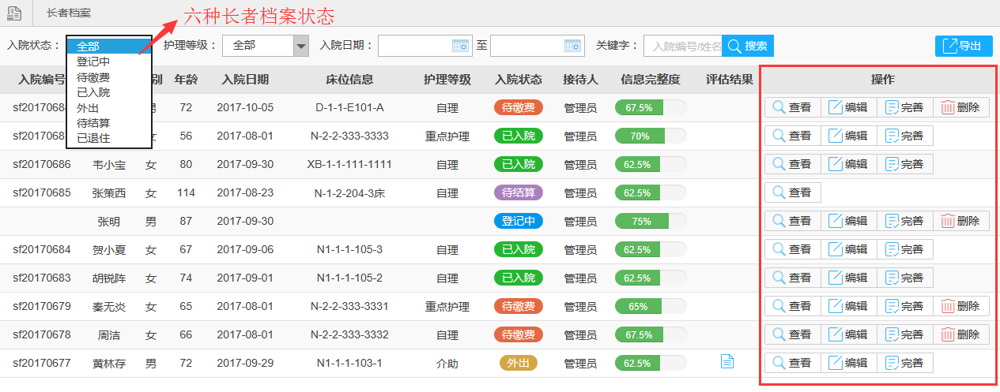 长者档案
六种长者档案状态
入院状态： 全部 护理等级： 全部 入院日期： 至 关键字： 入院编号/姓名 搜索 导出
登记中
待缴费
已入院
外出
待结算
已退住
入院编号 别 年龄 入院日期 床位信息 护理等级 入院状态 接待人 信息完整度 评估结果 操作
男 72 2017-10-05 D-1-1-E101-A 自理 待缴费 管理员 67.5% 查看 编辑 完善 删除
女 56 2017-08-01 N-2-2-333-3333 重点护理 已入院 管理员 70% 查看 编辑 完善
sf20170686 韦小宝 女 80 2017-09-30 XB-1-1-111-1111 自理 已入院 管理员 62.5% 查看 编辑 完善
sf20170685 张策西 女 114 2017-08-23 N-1-2-204-3床 自理 待结算 管理员 62.5% 查看
张明 男 87 2017-09-30 登记中 管理员 75% 查看 编辑 完善 删除
sf20170684 贺小夏 女 67 2017-09-06 N1-1-1-105-3 自理 已入院 管理员 62.5% 查看 编辑 完善
sf20170683 胡锐阵 女 74 2017-09-01 N1-1-1-105-2 自理 已入院 管理员 62.5% 查看 编辑 完善
sf20170679 秦无炎 女 65 2017-08-01 N-2-2-333-3331 重点护理 待缴费 管理员 65% 查看 编辑 完善 删除
sf20170678 周洁 女 66 2017-08-01 N-2-2-333-3332 自理 待缴费 管理员 67.5% 查看 编辑 完善 删除
sf20170677 黄林存 男 72 2017-09-29 N1-1-1-103-1 介助 外出 管理员 62.5% 查看 编辑 完善